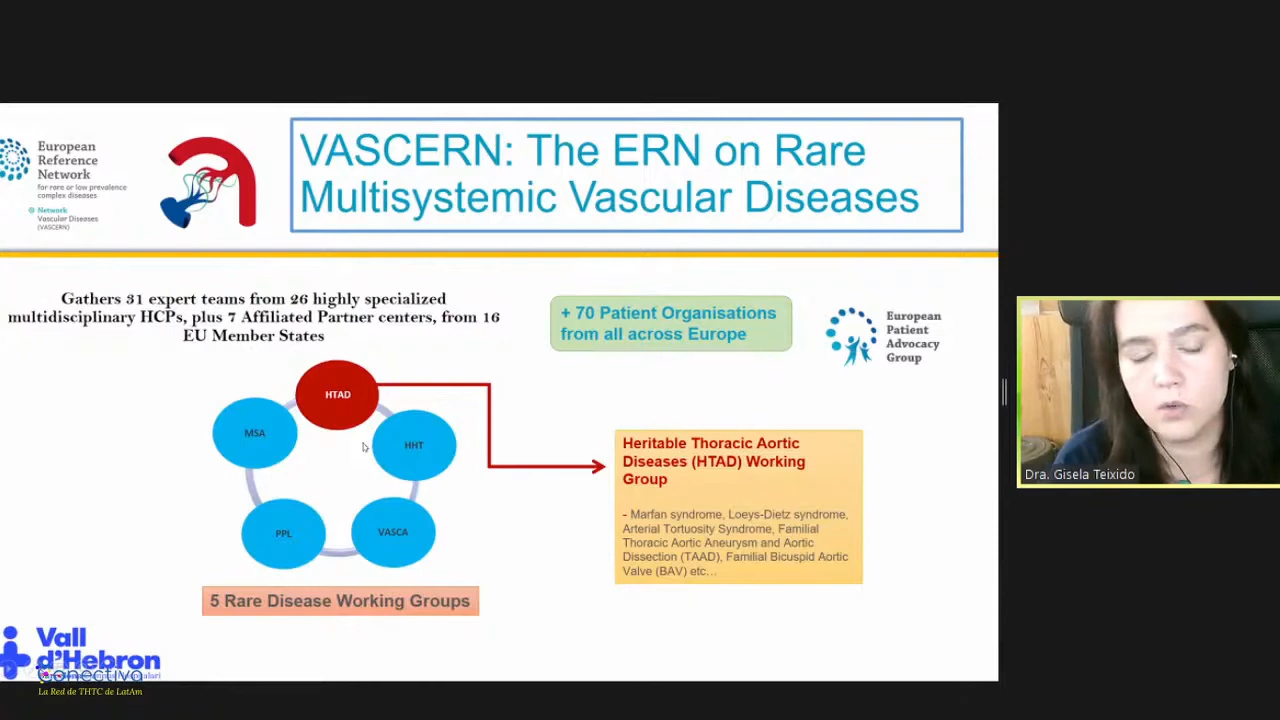 European
Reference
Network
for rare or low prevalence
complex diseases
Network
Vascular Diseases
(VASCERN)
VASCERN: The ERN on Rare
Multisystemic Vascular Diseases
Gathers 31 expert teams from 26 highly specialized
multidisciplinary HCPs, plus 7 Affiliated Partner centers, from 16
EU Member States
+ 70 Patient Organisations
from all across Europe
European
Patient
Advocacy
Group
HTAD
MSA
HHT
PPL
VASCA
5 Rare Disease Working Groups
Heritable Thoracic Aortic
Diseases (HTAD) Working
Group
- Marfan syndrome, Loeys-Dietz syndrome,
Arterial Tortuosity Syndrome, Familial
Thoracic Aortic Aneurysm and Aortic
Dissection (TAAD), Familial Bicuspid Aortic
Valve (BAV) etc...
Dra. Gisela Teixido
Vall
d'Hebron
Conectiva
La Red de THTC de LatAm